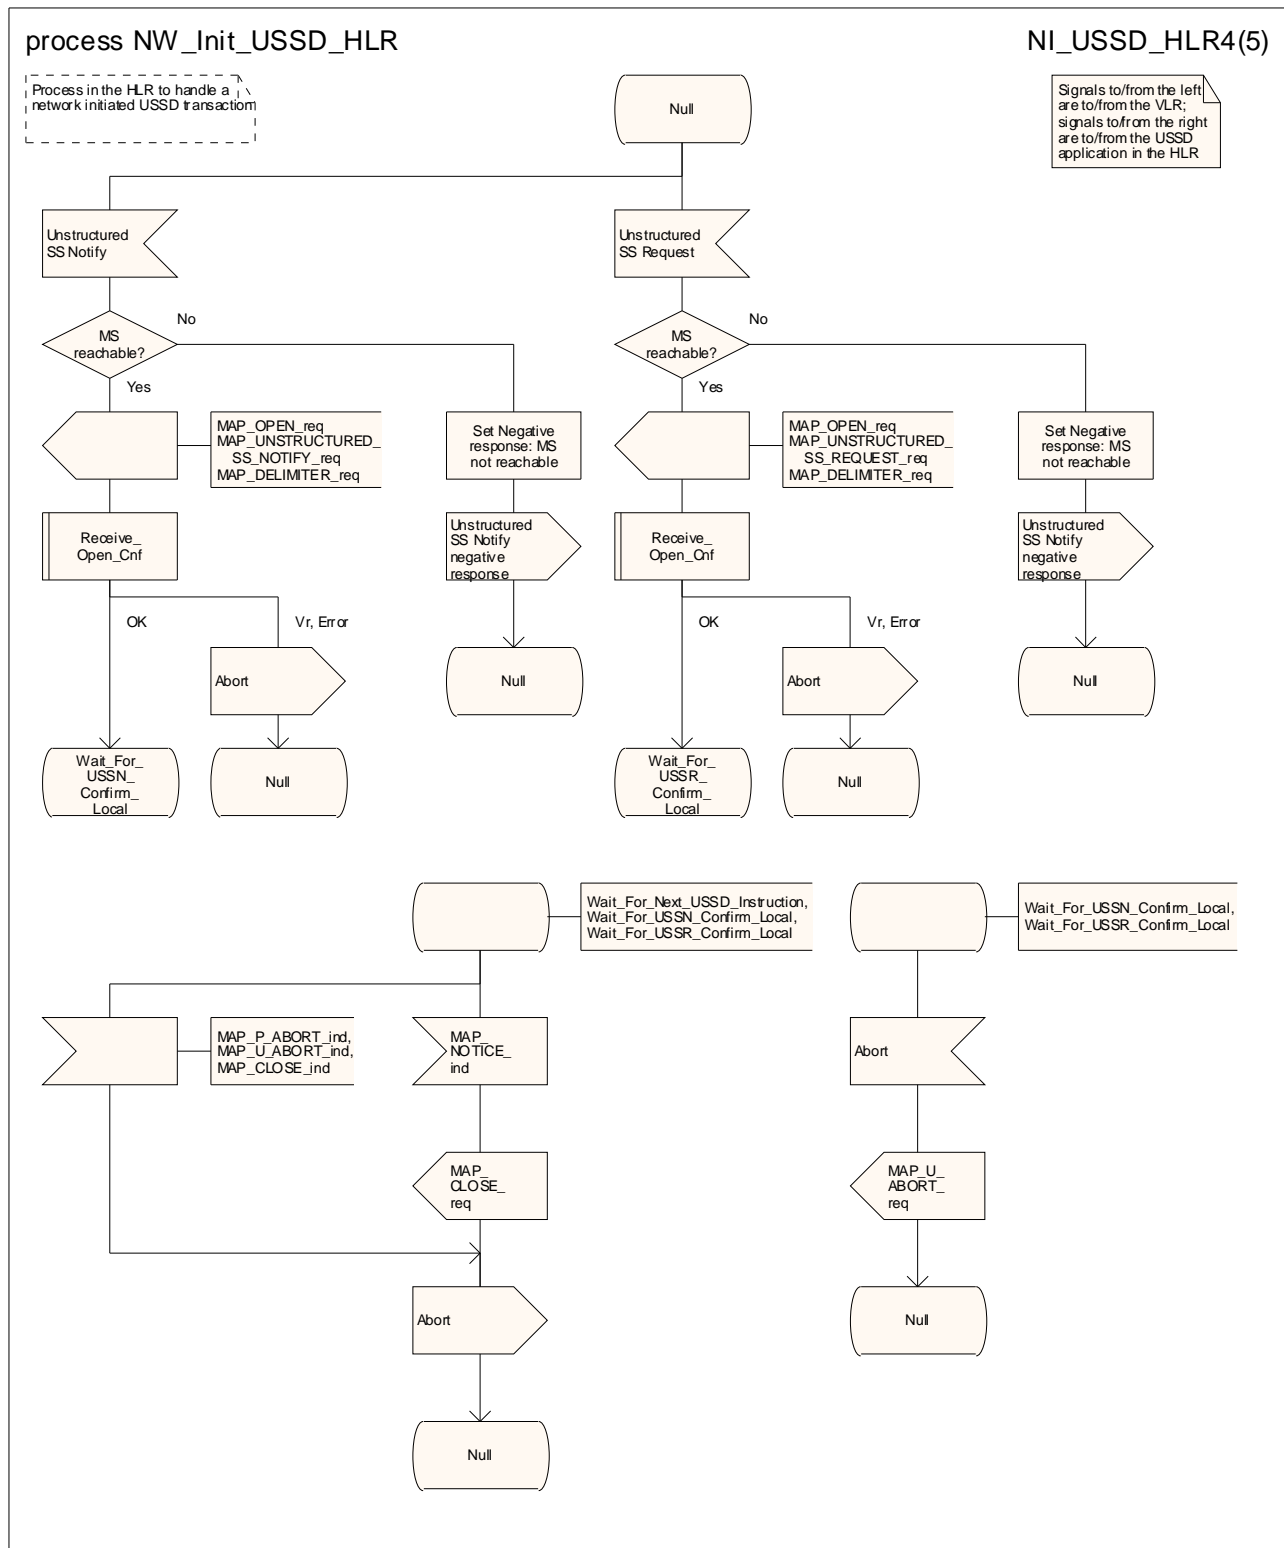 process NW_Init_USSD_HLR
NI_USSD_HLR4(5)
Process in the HLR to handle a
network initiated USSD transaction
Null
Signals to/from the left
are to/from the VLR;
signals to/from the right
are to/from the USSD
application in the HLR
Unstructured
SS Notify
Unstructured
SS Request
MS
reachable?
No
Yes
MS
reachable?
No
Yes
MAP_OPEN_req
MAP_UNSTRUCTURED_
SS_NOTIFY_req
MAP_DELIMITER_req
Set Negative
response: MS
not reachable
MAP_OPEN_req
MAP_UNSTRUCTURED_
SS_REQUEST_req
MAP_DELIMITER_req
Set Negative
response: MS
not reachable
Receive_
Open_Cnf
Unstructured
SS Notify
negative
response
Receive_
Open_Cnf
Unstructured
SS Notify
negative
response
OK
Vr, Error
OK
Vr, Error
Abort
Null
Abort
Null
Wait_For_
USSN_
Confirm_
Local
Null
Wait_For_
USSR_
Confirm_
Local
Null
Wait_For_Next_USSD_Instruction,
Wait_For_USSN_Confirm_Local,
Wait_For_USSR_Confirm_Local
Wait_For_USSN_Confirm_Local,
Wait_For_USSR_Confirm_Local
MAP_P_ABORT_ind,
MAP_U_ABORT_ind,
MAP_CLOSE_ind
MAP_
NOTICE_
ind
Abort
MAP_
CLOSE_
req
MAP_U_
ABORT_
req
Abort
Null
Null